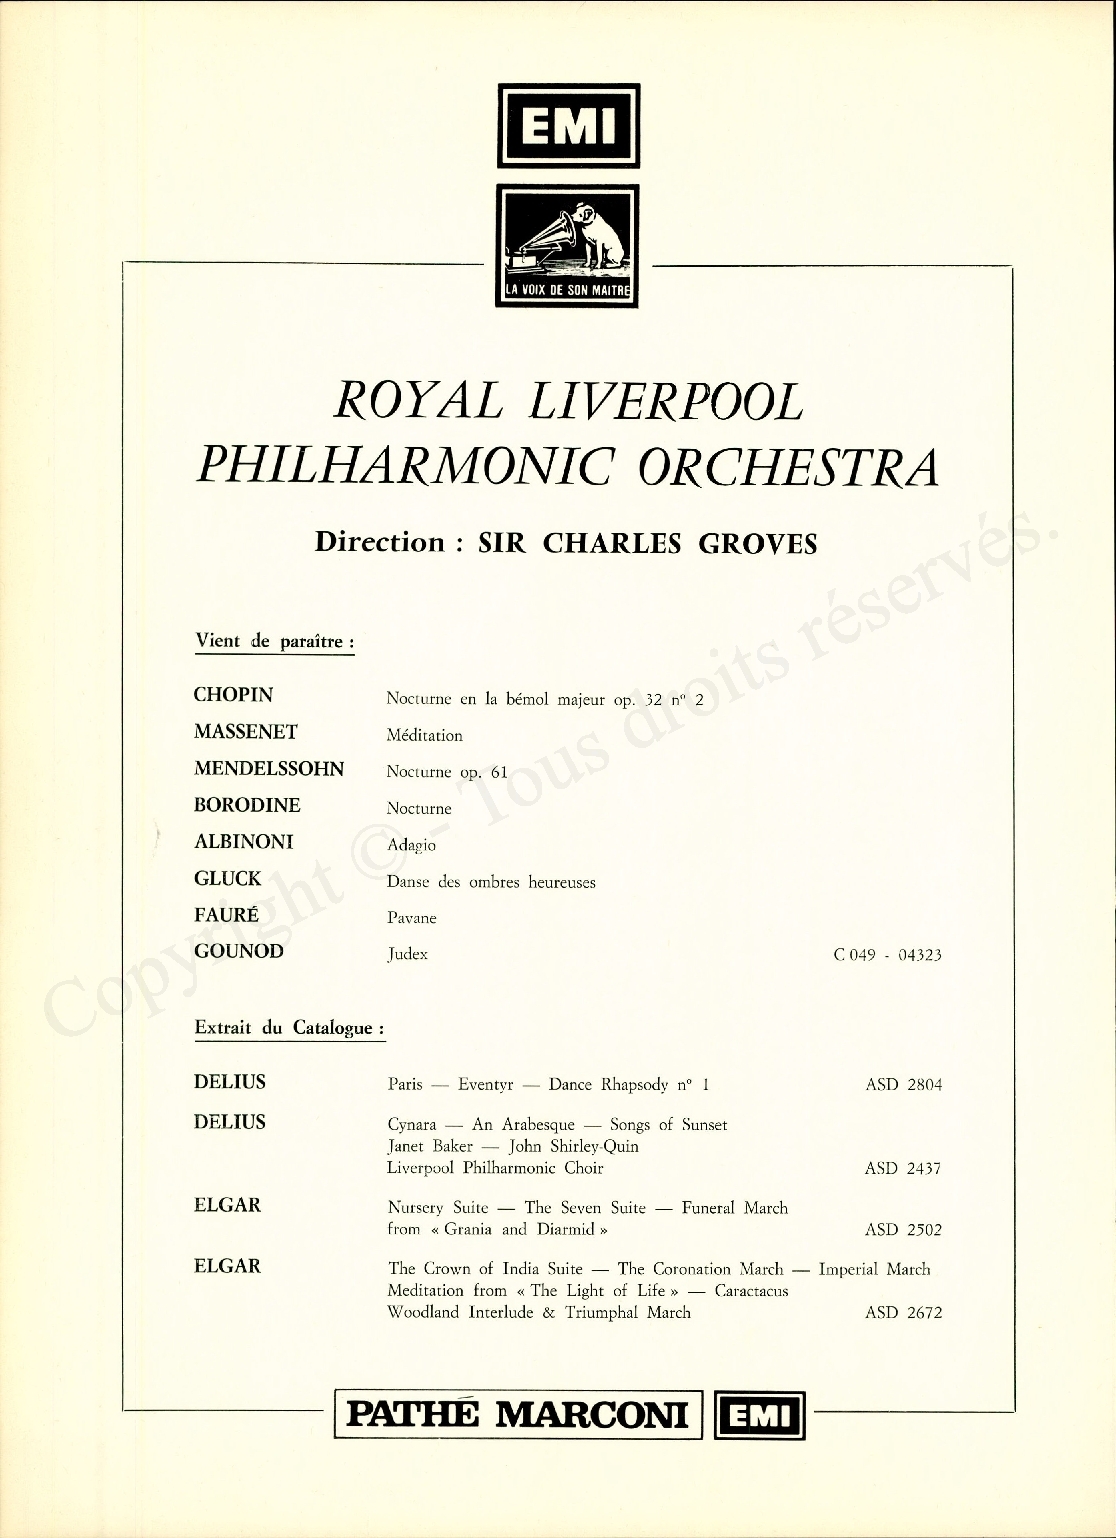 EMI
LA VOIX DE SON MAITRE
ROYAL LIVERPOOL
PHILHARMONIC ORCHESTRA
Direction : SIR CHARLES GROVES
Vient de paraître :
CHOPIN Nocturne en la bémol majeur op. 32 n° 2
MASSENET Méditation
MENDELSSOHN Nocturne op. 61
BORODINE Nocturne
ALBINONI Adagio
GLUCK Danse des ombres heureuses
FAURÉ Pavane
GOUNOD Judex C 049 - 04323
Extrait du Catalogue :
DELIUS Paris — Eventyr — Dance Rhapsody n° 1 ASD 2804
DELIUS Cynara — An Arabesque — Songs of Sunset
Janet Baker — John Shirley-Quin
Liverpool Philharmonic Choir ASD 2437
ELGAR Nursery Suite — The Seven Suite — Funeral March
from « Grania and Diarmid » ASD 2502
ELGAR The Crown of India Suite — The Coronation March — Imperial March
Meditation from « The Light of Life » — Caractacus
Woodland Interlude & Triumphal March ASD 2672
PATHÉ MARCONI EMI
Copyright © - Tous droits réservés.